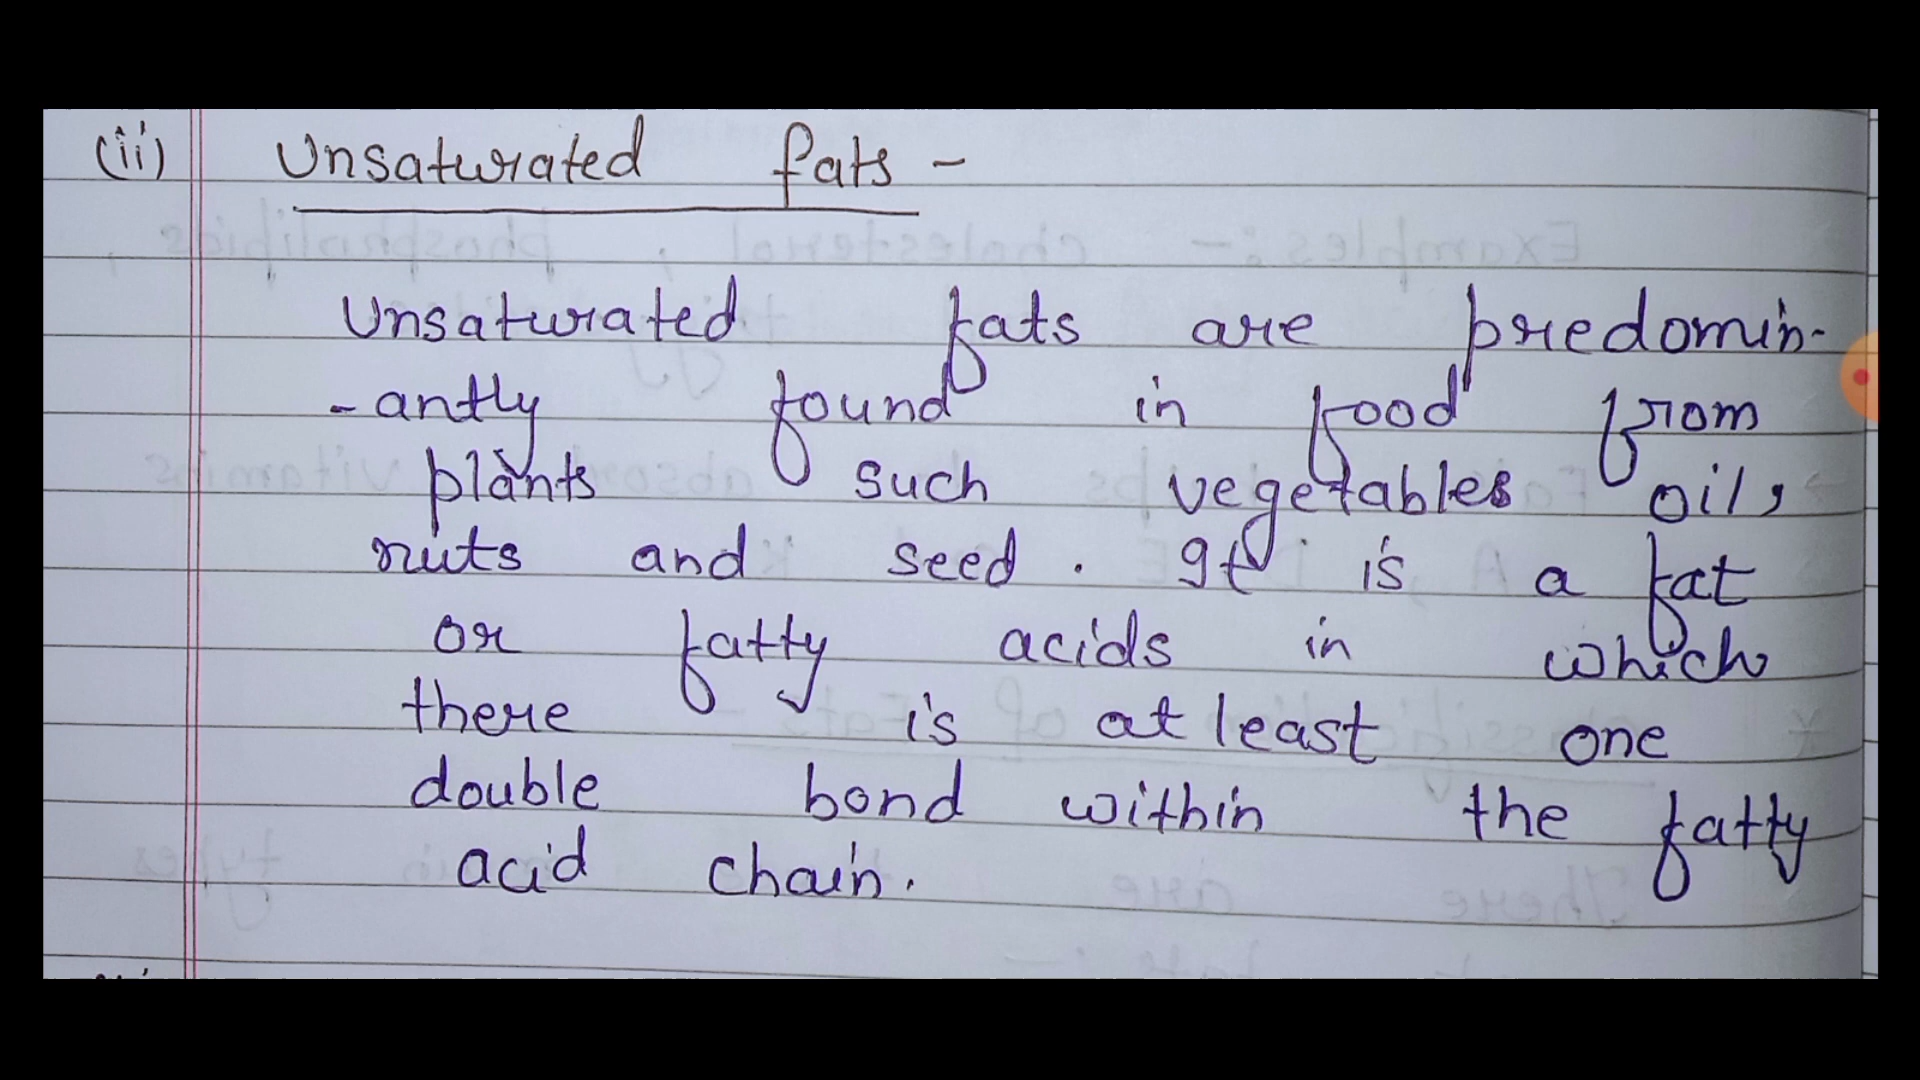 (ii) Unsaturated fats -
Unsaturated fats are predomin-
- antly found in food from
plants such vegetables oil,
nuts and seed. It is a fat
or fatty acids in which
there is at least one
double bond within the fatty
acid chain.